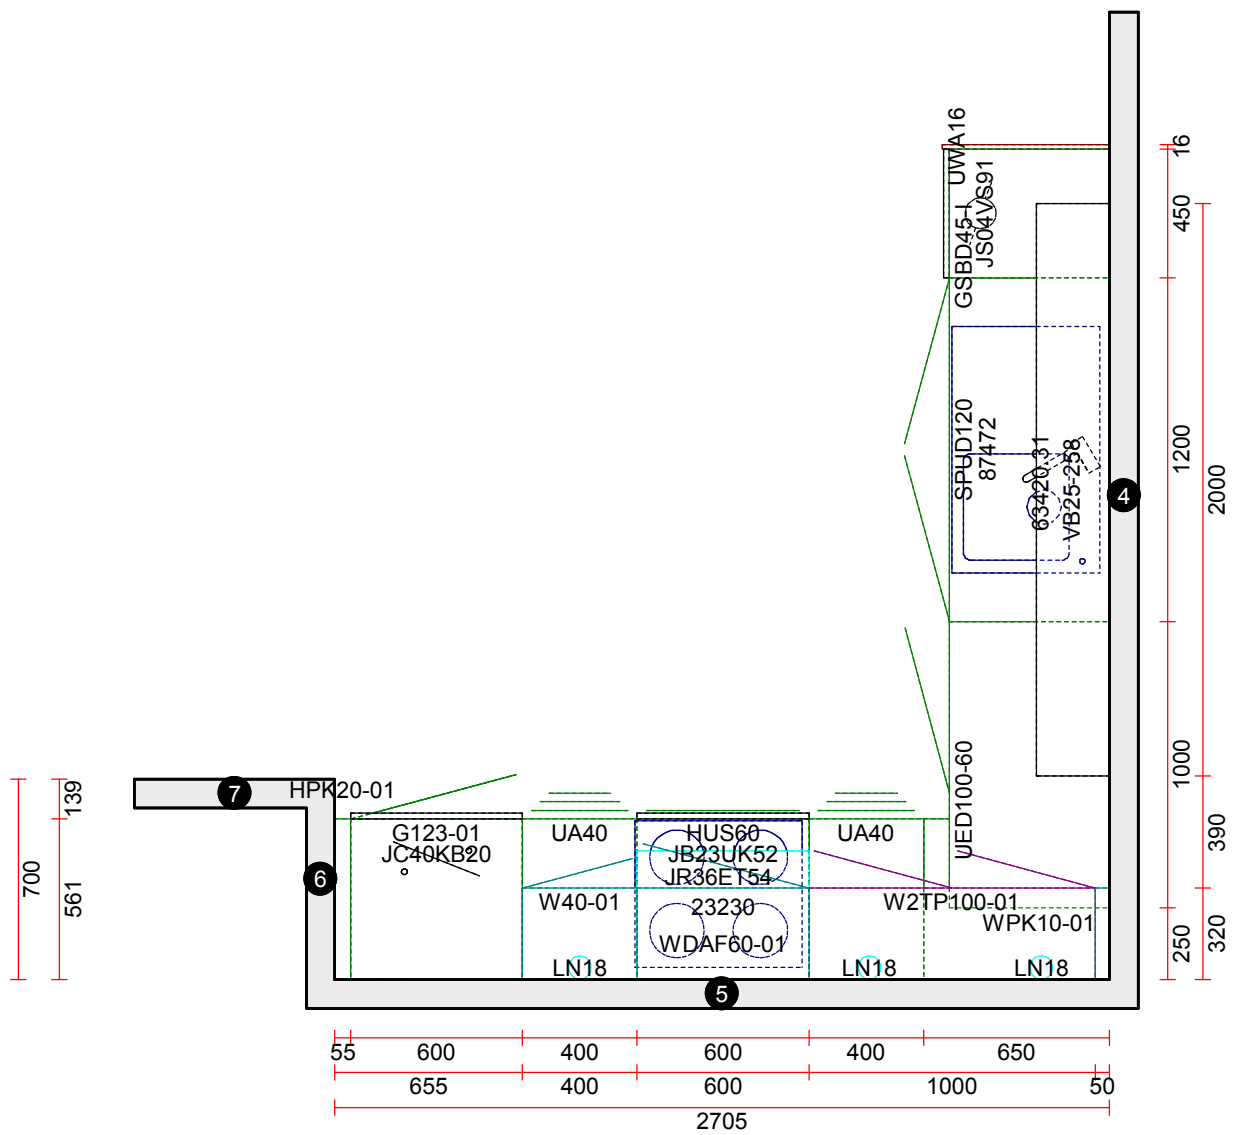 UWA16
GSBD45-I
JS04VS91
16
450
1200
2000
SPUD120
87472
63420.31
VB25-258
4
UED100-60
1000
390
250
320
7
HPK20-01
139
700
561
6
G123-01
JC40KB20
UA40
HUS60
JB23UK52
JR36ET54
UA40
W40-01
23230
WDAF60-01
W2TP100-01
WPK10-01
LN18
LN18
LN18
5
55
600
400
600
400
650
655
400
600
1000
50
2705